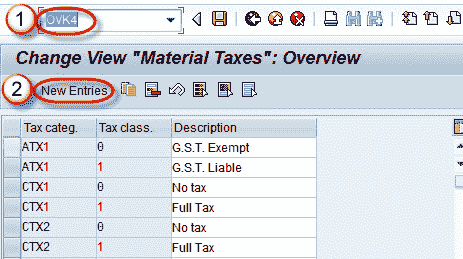 1 OVK4
Change View "Material Taxes": Overview
2 New Entries
Tax categ. Tax class. Description
ATX1 0 G.S.T. Exempt
ATX1 1 G.S.T. Liable
CTX1 0 No tax
CTX1 1 Full Tax
CTX2 0 No tax
CTX2 1 Full Tax